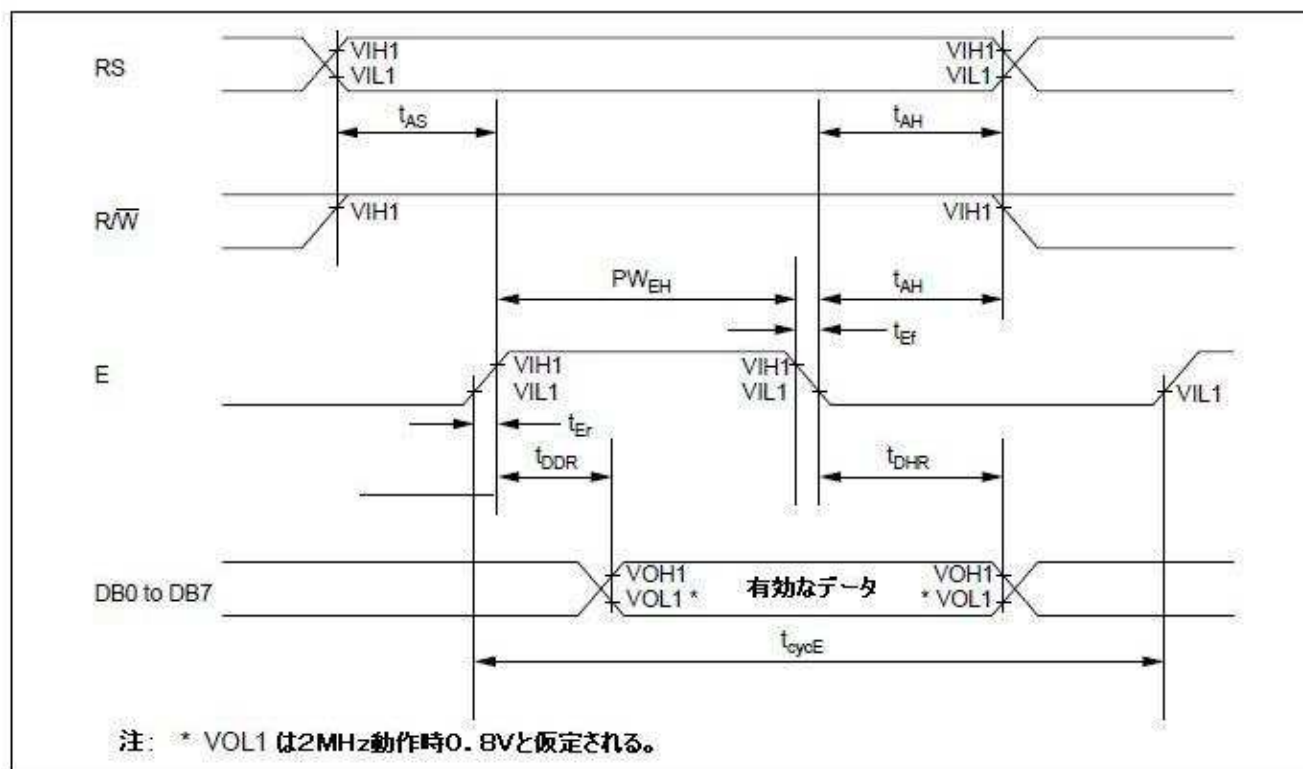 RS
VIH1
VIL1
VIH1
VIL1
tAS
tAH
R/W̅
VIH1
VIH1
PWEH
tAH
tEf
E
VIH1
VIL1
VIH1
VIL1
VIL1
tEr
tDDR
tDHR
DB0 to DB7
VOH1
VOL1 *
有効なデータ
VOH1
* VOL1
tcycE
注: * VOL1 は2MHz動作時0.8Vと仮定される。